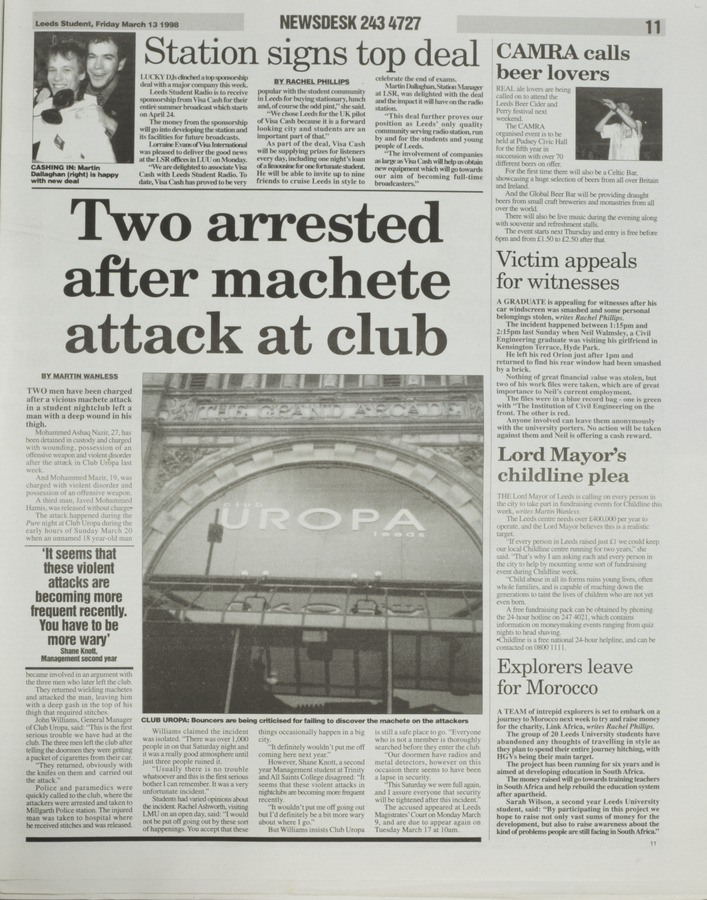 Leeds Student, Friday March 13 1998
NEWSDESK 243 4727
11
Station signs top deal
CASHING IN: Martin
Dallaghan (right) is happy
with new deal
LUCKY DJs clinched a top sponsorship
deal with a major company this week.
Leeds Student Radio is to receive
sponsorship from Visa Cash for their
entire summer broadcast which starts
on April 24.
The money from the sponsorship
will go into developing the station and
its facilities for future broadcasts.
Lorraine Evans of Visa International
was pleased to deliver the good news
at the LSR offices in LUU on Monday.
"We are delighted to associate Visa
Cash with Leeds Student Radio. To
date, Visa Cash has proved to be very
BY RACHEL PHILLIPS
popular with the student community
in Leeds for buying stationary, lunch
and, of course the odd pint," she said.
"We chose Leeds for the UK pilot
of Visa Cash because it is a forward
looking city and students are an
important part of that."
As part of the deal, Visa Cash
will be supplying prizes for listeners
every day, including one night's loan
of a limousine for one fortunate student.
He will be able to invite up to nine
friends to cruise Leeds in style to
celebrate the end of exams.
Martin Dallaghan, Station Manager
at LSR, was delighted with the deal
and the impact it will have on the radio
station.
"This deal further proves our
position as Leeds' only quality
community serving radio station, run
by and for the students and young
people of Leeds.
"The involvement of companies
as large as Visa Cash will help us obtain
new equipment which will go towards
our aim of becoming full-time
broadcasters."
Two arrested
after machete
attack at club
BY MARTIN WANLESS
TWO men have been charged
after a vicious machete attack
in a student nightclub left a
man with a deep wound in his
thigh.
Mohammed Ashaq Nazir, 27, has
been detained in custody and charged
with wounding, possession of an
offensive weapon and violent disorder
after the attack in Club Uropa last
week.
And Mohammed Mazir, 19, was
charged with violent disorder and
possession of an offensive weapon.
A third man, Javed Mohammed
Hamis, was released without charge.
The attack happened during the
Pure night at Club Uropa during the
early hours of Sunday March 20
when an unnamed 18 year-old man
'It seems that
these violent
attacks are
becoming more
frequent recently.
You have to be
more wary'
Shane Knott,
Management second year
became involved in an argument with
the three men who later left the club.
They returned wielding machetes
and attacked the man, leaving him
with a deep gash in the top of his
thigh that required stitches.
John Williams, General Manager
of Club Uropa, said: "This is the first
serious trouble we have had at the
club. The three men left the club after
telling the doormen they were getting
a packet of cigarettes from their car.
"They returned, obviously with
the knives on them and carried out
the attack."
Police and paramedics were
quickly called to the club, where the
attackers were arrested and taken to
Millgarth Police station. The injured
man was taken to hospital where
he received stitches and was released.
club
UROPA
leeds
CLUB UROPA: Bouncers are being criticised for failing to discover the machete on the attackers
Williams claimed the incident
was isolated. "There was over 1,000
people in on that Saturday night and
it was a really good atmosphere until
just three people ruined it.
"Usually there is no trouble
whatsoever and this is the first serious
bother I can remember. It was a very
unfortunate incident."
Students had varied opinions about
the incident. Rachel Ashworth, visiting
LMU on an open day, said: "I would
not be put off going out by these sort
of happenings. You accept that these
things occasionally happen in a big
city.
"It definitely wouldn't put me off
coming here next year."
However, Shane Knott, a second
year Management student at Trinity
and All Saints College disagreed: "It
seems that these violent attacks in
nightclubs are becoming more frequent
recently.
"It wouldn't put me off going out
but I'd definitely be a bit more wary
about where I go."
But Williams insists Club Uropa
is still a safe place to go. "Everyone
who is not a member is thoroughly
searched before they enter the club.
"Our doormen have radios and
metal detectors, however on this
occasion there seems to have been
a lapse in security.
"This Saturday we were full again,
and I assure everyone that security
will be tightened after this incident."
The accused appeared at Leeds
Magistrates' Court on Monday March
9, and are due to appear again on
Tuesday March 17 at 10am.
CAMRA calls
beer lovers
REAL ale lovers are being
called on to attend the
Leeds Beer Cider and
Perry festival next
weekend.
The CAMRA
organised event is to be
held at Pudsey Civic Hall
for the fifth year in
succession with over 70
different beers on offer.
For the first time there will also be a Celtic Bar,
showcasing a huge selection of beers from all over Britain
and Ireland.
And the Global Beer Bar will be providing draught
beers from small craft breweries and monastries from all
over the world.
There will also be live music during the evening along
with souvenir and refreshment stalls.
The event starts next Thursday and entry is free before
6pm and from £1.50 to £2.50 after that.
Victim appeals
for witnesses
A GRADUATE is appealing for witnesses after his
car windscreen was smashed and some personal
belongings stolen, writes Rachel Phillips.
The incident happened between 1:15pm and
2:15pm last Sunday when Neil Walmsley, a Civil
Engineering graduate was visiting his girlfriend in
Kensington Terrace, Hyde Park.
He left his red Orion just after 1pm and
returned to find his rear window had been smashed
by a brick.
Nothing of great financial value was stolen, but
two of his work files were taken, which are of great
importance to Neil's current employment.
The files were in a blue record bag - one is green
with "The Institution of Civil Engineering on the
front. The other is red.
Anyone involved can leave them anonymously
with the university porters. No action will be taken
against them and Neil is offering a cash reward.
Lord Mayor's
childline plea
THE Lord Mayor of Leeds is calling on every person in
the city to take part in fundraising events for Childline this
week, writes Martin Wanless.
The Leeds centre needs over £400,000 per year to
operate, and the Lord Mayor believes this is a realistic
target.
"If every person in Leeds raised just £1 we could keep
our local Childline centre running for two years," she
said. "That's why I am asking each and every person in
the city to help by mounting some sort of fundraising
event during Childline week.
"Child abuse in all its forms ruins young lives, often
whole families, and is capable of reaching down the
generations to taint the lives of children who are not yet
even born.
A free fundraising pack can be obtained by phoning
the 24-hour hotline on 247 4021, which contains
information on moneymaking events ranging from quiz
nights to head shaving.
•Childline is a free national 24-hour helpline, and can be
contacted on 0800 1111.
Explorers leave
for Morocco
A TEAM of intrepid explorers is set to embark on a
journey to Morocco next week to try and raise money
for the charity, Link Africa, writes Rachel Phillips.
The group of 20 Leeds University students have
abandoned any thoughts of travelling in style as
they plan to spend their entire journey hitching, with
HGVs being their main target.
The project has been running for six years and is
aimed at developing education in South Africa.
The money raised will go towards training teachers
in South Africa and help rebuild the education system
after apartheid.
Sarah Wilson, a second year Leeds University
student, said: "By participating in this project we
hope to raise not only vast sums of money for the
development, but also to raise awareness about the
kind of problems people are still facing in South Africa."
11